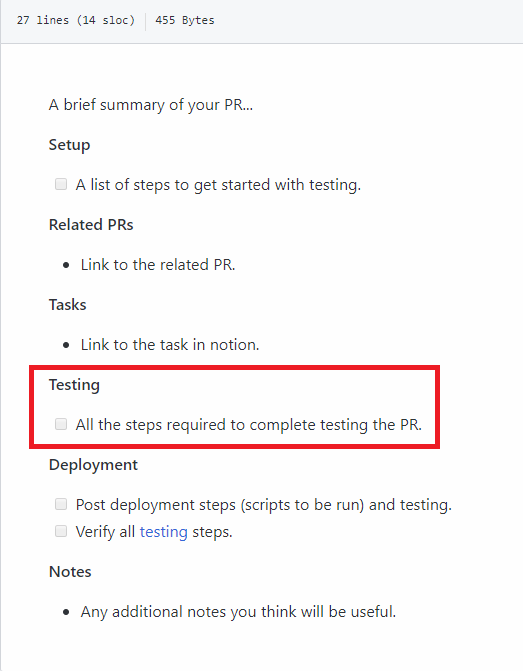 27 lines (14 sloc) 455 Bytes
A brief summary of your PR...
Setup
A list of steps to get started with testing.
Related PRs
Link to the related PR.
Tasks
Link to the task in notion.
Testing
All the steps required to complete testing the PR.
Deployment
Post deployment steps (scripts to be run) and testing.
Verify all testing steps.
Notes
Any additional notes you think will be useful.